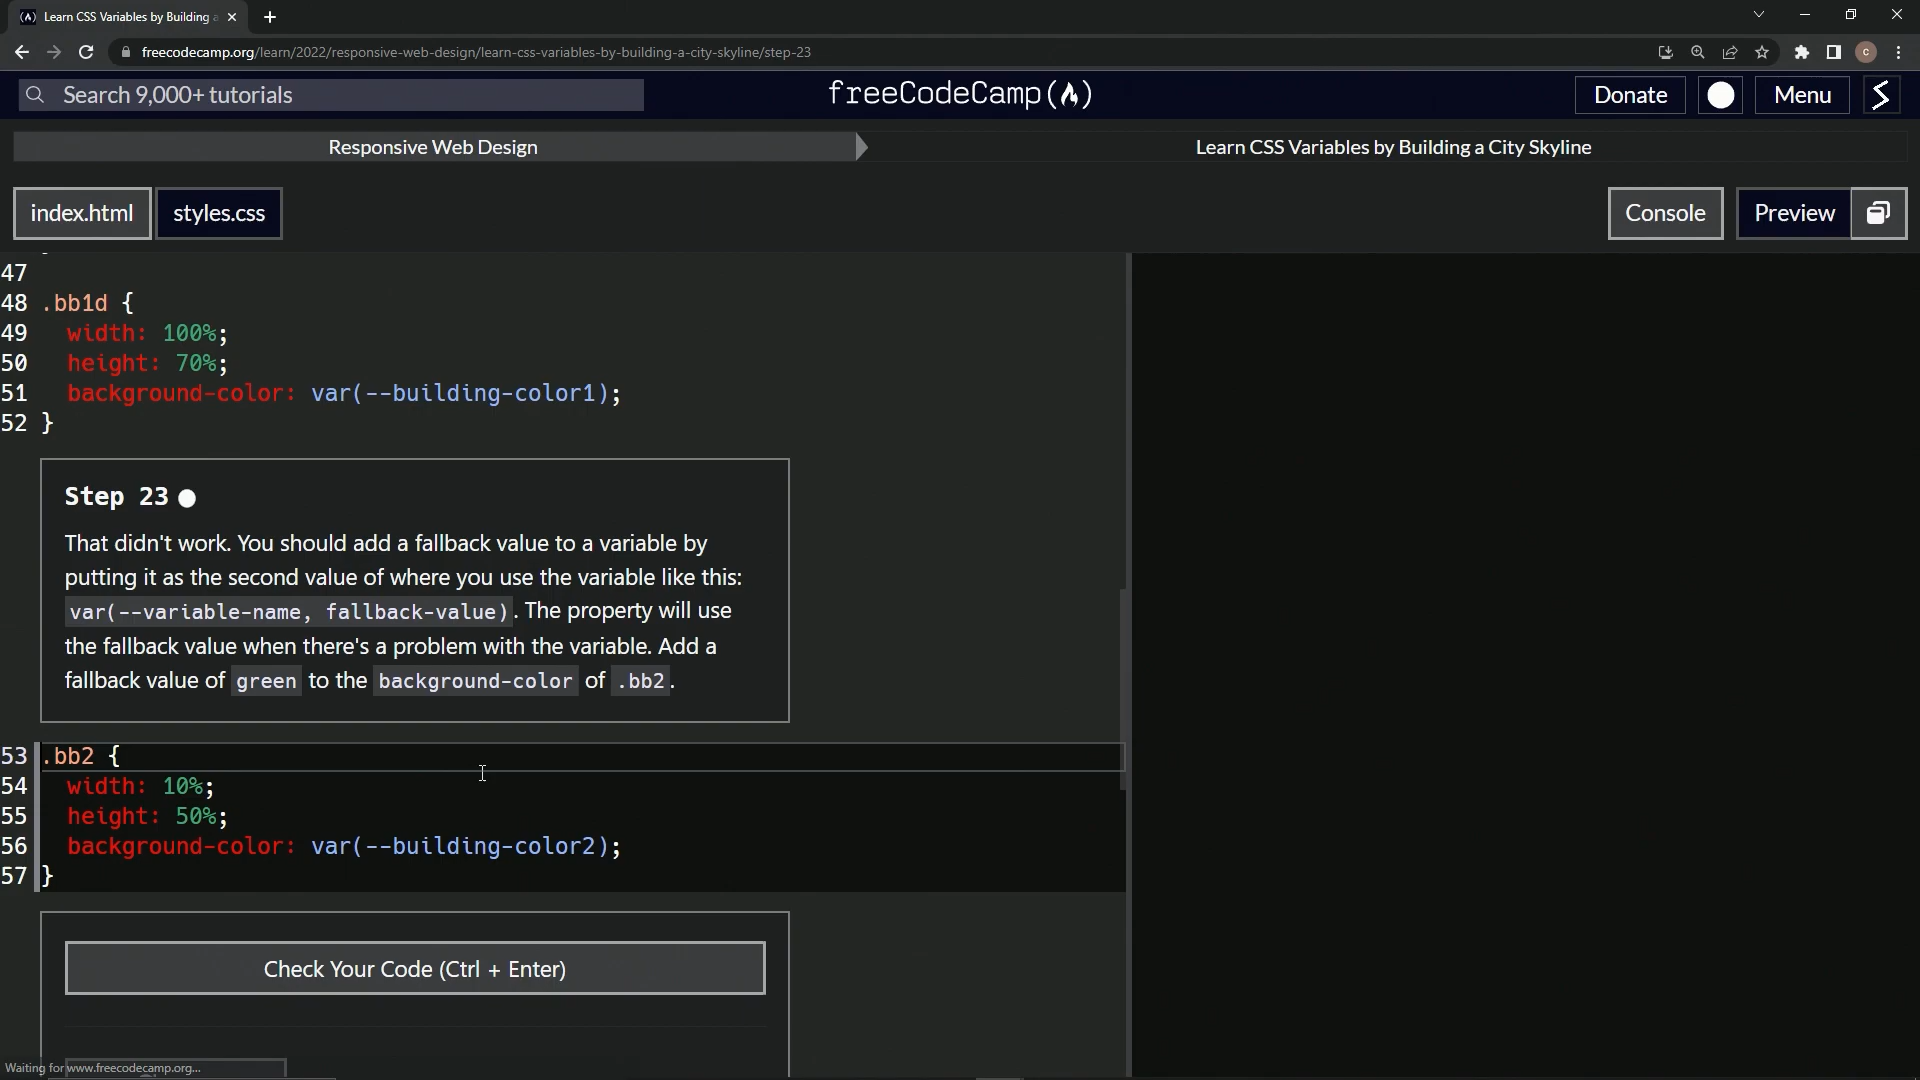 Learn CSS Variables by Building a
freecodecamp.org/learn/2022/responsive-web-design/learn-css-variables-by-building-a-city-skyline/step-23
C
Search 9,000+ tutorials
freeCodeCamp
Donate
Menu
Responsive Web Design
Learn CSS Variables by Building a City Skyline
index.html
styles.css
Console
Preview
47
48 .bb1d {
49 width: 100%;
50 height: 70%;
51 background-color: var(--building-color1);
52 }
Step 23
That didn't work. You should add a fallback value to a variable by
putting it as the second value of where you use the variable like this:
var(--variable-name, fallback-value). The property will use
the fallback value when there's a problem with the variable. Add a
fallback value of green to the background-color of .bb2.
53 .bb2 {
54 width: 10%;
55 height: 50%;
56 background-color: var(--building-color2);
57 }
Check Your Code (Ctrl + Enter)
Waiting for www.freecodecamp.org...